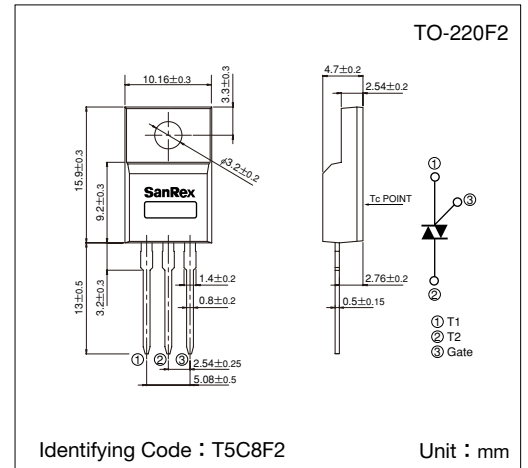 TO-220F2
10.16±0.3
3.3±0.3
4.7±0.2
2.54±0.2
15.9±0.3
9.2±0.3
φ3.2±0.2
SanRex
Tc POINT
①
③
②
13±0.5
3.2±0.3
1.4±0.2
0.8±0.2
2.76±0.2
0.5±0.15
① ② ③
2.54±0.25
5.08±0.5
① T1
② T2
③ Gate
Identifying Code：T5C8F2
Unit：mm